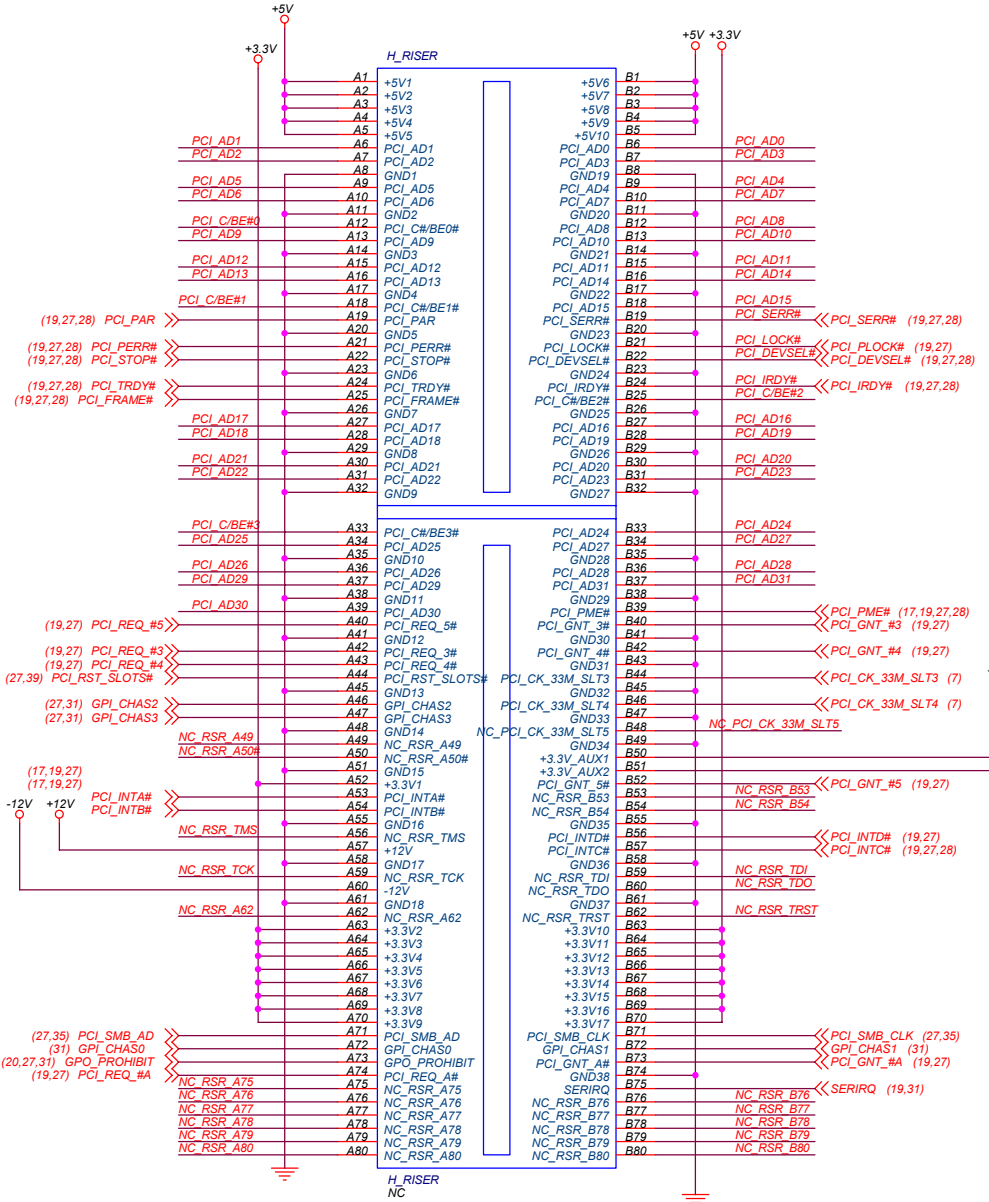 +5V
+3.3V
+5V +3.3V
H_RISER
A1 +5V1 +5V6 B1
A2 +5V2 +5V7 B2
A3 +5V3 +5V8 B3
A4 +5V4 +5V9 B4
A5 +5V5 +5V10 B5
PCI_AD1 A6 PCI_AD1 PCI_AD0 B6 PCI_AD0
PCI_AD2 A7 PCI_AD2 PCI_AD3 B7 PCI_AD3
A8 GND1 GND19 B8
PCI_AD5 A9 PCI_AD5 PCI_AD4 B9 PCI_AD4
PCI_AD6 A10 PCI_AD6 PCI_AD7 B10 PCI_AD7
A11 GND2 GND20 B11
PCI_C/BE#0 A12 PCI_C#/BE0# PCI_AD8 B12 PCI_AD8
PCI_AD9 A13 PCI_AD9 PCI_AD10 B13 PCI_AD10
A14 GND3 GND21 B14
PCI_AD12 A15 PCI_AD12 PCI_AD11 B15 PCI_AD11
PCI_AD13 A16 PCI_AD13 PCI_AD14 B16 PCI_AD14
A17 GND4 GND22 B17
PCI_C/BE#1 A18 PCI_C#/BE1# PCI_AD15 B18 PCI_AD15
(19,27,28) PCI_PAR A19 PCI_PAR PCI_SERR# B19 PCI_SERR# PCI_SERR# (19,27,28)
A20 GND5 GND23 B20
(19,27,28) PCI_PERR# A21 PCI_PERR# PCI_LOCK# B21 PCI_LOCK# PCI_PLOCK# (19,27)
(19,27,28) PCI_STOP# A22 PCI_STOP# PCI_DEVSEL# B22 PCI_DEVSEL# PCI_DEVSEL# (19,27,28)
A23 GND6 GND24 B23
(19,27,28) PCI_TRDY# A24 PCI_TRDY# PCI_IRDY# B24 PCI_IRDY# PCI_IRDY# (19,27,28)
(19,27,28) PCI_FRAME# A25 PCI_FRAME# PCI_C#/BE2# B25 PCI_C/BE#2
A26 GND7 GND25 B26
PCI_AD17 A27 PCI_AD17 PCI_AD16 B27 PCI_AD16
PCI_AD18 A28 PCI_AD18 PCI_AD19 B28 PCI_AD19
A29 GND8 GND26 B29
PCI_AD21 A30 PCI_AD21 PCI_AD20 B30 PCI_AD20
PCI_AD22 A31 PCI_AD22 PCI_AD23 B31 PCI_AD23
A32 GND9 GND27 B32
PCI_C/BE#3 A33 PCI_C#/BE3# PCI_AD24 B33 PCI_AD24
PCI_AD25 A34 PCI_AD25 PCI_AD27 B34 PCI_AD27
A35 GND10 GND28 B35
PCI_AD26 A36 PCI_AD26 PCI_AD28 B36 PCI_AD28
PCI_AD29 A37 PCI_AD29 PCI_AD31 B37 PCI_AD31
A38 GND11 GND29 B38
PCI_AD30 A39 PCI_AD30 PCI_PME# B39 PCI_PME# (17,19,27,28)
(19,27) PCI_REQ_#5 A40 PCI_REQ_5# PCI_GNT_3# B40 PCI_GNT_#3 (19,27)
A41 GND12 GND30 B41
(19,27) PCI_REQ_#3 A42 PCI_REQ_3# PCI_GNT_4# B42 PCI_GNT_#4 (19,27)
(19,27) PCI_REQ_#4 A43 PCI_REQ_4# GND31 B43
(27,39) PCI_RST_SLOTS# A44 PCI_RST_SLOTS# PCI_CK_33M_SLT3 B44 PCI_CK_33M_SLT3 (7)
A45 GND13 GND32 B45
(27,31) GPI_CHAS2 A46 GPI_CHAS2 PCI_CK_33M_SLT4 B46 PCI_CK_33M_SLT4 (7)
(27,31) GPI_CHAS3 A47 GPI_CHAS3 GND33 B47
A48 GND14 NC_PCI_CK_33M_SLT5 B48 NC_PCI_CK_33M_SLT5
NC_RSR_A49 A49 NC_RSR_A49 GND34 B49
NC_RSR_A50# A50 NC_RSR_A50# +3.3V_AUX1 B50
(17,19,27) A51 GND15 +3.3V_AUX2 B51
(17,19,27) A52 +3.3V1 PCI_GNT_5# B52 PCI_GNT_#5 (19,27)
PCI_INTA# A53 PCI_INTA# NC_RSR_B53 B53 NC_RSR_B53
-12V +12V PCI_INTB# A54 PCI_INTB# NC_RSR_B54 B54 NC_RSR_B54
A55 GND16 GND35 B55
NC_RSR_TMS A56 NC_RSR_TMS PCI_INTD# B56 PCI_INTD# (19,27)
A57 +12V PCI_INTC# B57 PCI_INTC# (19,27,28)
A58 GND17 GND36 B58
NC_RSR_TCK A59 NC_RSR_TCK NC_RSR_TDI B59 NC_RSR_TDI
A60 -12V NC_RSR_TDO B60 NC_RSR_TDO
A61 GND18 GND37 B61
NC_RSR_A62 A62 NC_RSR_A62 NC_RSR_TRST B62 NC_RSR_TRST
A63 +3.3V2 +3.3V10 B63
A64 +3.3V3 +3.3V11 B64
A65 +3.3V4 +3.3V12 B65
A66 +3.3V5 +3.3V13 B66
A67 +3.3V6 +3.3V14 B67
A68 +3.3V7 +3.3V15 B68
A69 +3.3V8 +3.3V16 B69
A70 +3.3V9 +3.3V17 B70
(27,35) PCI_SMB_AD A71 PCI_SMB_AD PCI_SMB_CLK B71 PCI_SMB_CLK (27,35)
(31) GPI_CHAS0 A72 GPI_CHAS0 GPI_CHAS1 B72 GPI_CHAS1 (31)
(20,27,31) GPO_PROHIBIT A73 GPO_PROHIBIT PCI_GNT_A# B73 PCI_GNT_#A (19,27)
(19,27) PCI_REQ_#A A74 PCI_REQ_A# GND38 B74
NC_RSR_A75 A75 NC_RSR_A75 SERIRQ B75 SERIRQ (19,31)
NC_RSR_A76 A76 NC_RSR_A76 NC_RSR_B76 B76 NC_RSR_B76
NC_RSR_A77 A77 NC_RSR_A77 NC_RSR_B77 B77 NC_RSR_B77
NC_RSR_A78 A78 NC_RSR_A78 NC_RSR_B78 B78 NC_RSR_B78
NC_RSR_A79 A79 NC_RSR_A79 NC_RSR_B79 B79 NC_RSR_B79
NC_RSR_A80 A80 NC_RSR_A80 NC_RSR_B80 B80 NC_RSR_B80
H_RISER
NC